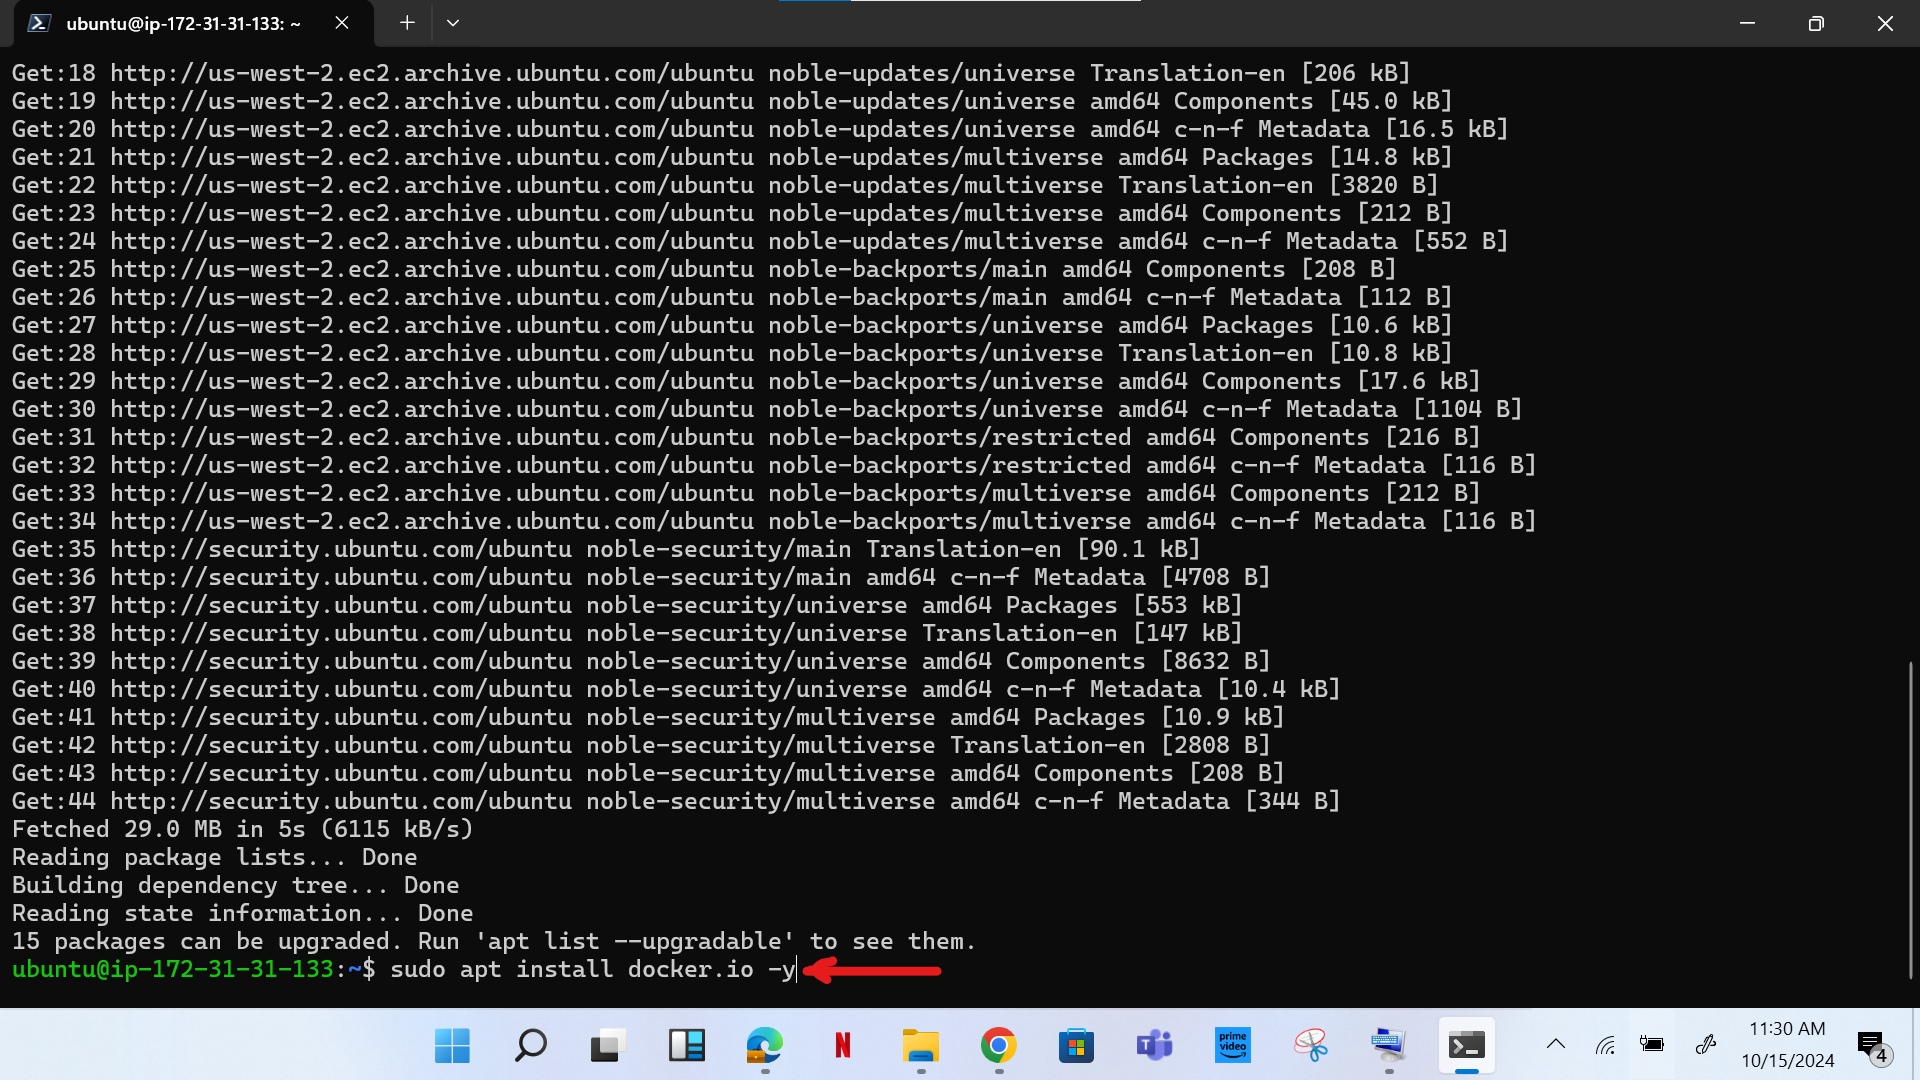 ubuntu@ip-172-31-31-133: ~
Get:18 http://us-west-2.ec2.archive.ubuntu.com/ubuntu noble-updates/universe Translation-en [206 kB]
Get:19 http://us-west-2.ec2.archive.ubuntu.com/ubuntu noble-updates/universe amd64 Components [45.0 kB]
Get:20 http://us-west-2.ec2.archive.ubuntu.com/ubuntu noble-updates/universe amd64 c-n-f Metadata [16.5 kB]
Get:21 http://us-west-2.ec2.archive.ubuntu.com/ubuntu noble-updates/multiverse amd64 Packages [14.8 kB]
Get:22 http://us-west-2.ec2.archive.ubuntu.com/ubuntu noble-updates/multiverse Translation-en [3820 B]
Get:23 http://us-west-2.ec2.archive.ubuntu.com/ubuntu noble-updates/multiverse amd64 Components [212 B]
Get:24 http://us-west-2.ec2.archive.ubuntu.com/ubuntu noble-updates/multiverse amd64 c-n-f Metadata [552 B]
Get:25 http://us-west-2.ec2.archive.ubuntu.com/ubuntu noble-backports/main amd64 Components [208 B]
Get:26 http://us-west-2.ec2.archive.ubuntu.com/ubuntu noble-backports/main amd64 c-n-f Metadata [112 B]
Get:27 http://us-west-2.ec2.archive.ubuntu.com/ubuntu noble-backports/universe amd64 Packages [10.6 kB]
Get:28 http://us-west-2.ec2.archive.ubuntu.com/ubuntu noble-backports/universe Translation-en [10.8 kB]
Get:29 http://us-west-2.ec2.archive.ubuntu.com/ubuntu noble-backports/universe amd64 Components [17.6 kB]
Get:30 http://us-west-2.ec2.archive.ubuntu.com/ubuntu noble-backports/universe amd64 c-n-f Metadata [1104 B]
Get:31 http://us-west-2.ec2.archive.ubuntu.com/ubuntu noble-backports/restricted amd64 Components [216 B]
Get:32 http://us-west-2.ec2.archive.ubuntu.com/ubuntu noble-backports/restricted amd64 c-n-f Metadata [116 B]
Get:33 http://us-west-2.ec2.archive.ubuntu.com/ubuntu noble-backports/multiverse amd64 Components [212 B]
Get:34 http://us-west-2.ec2.archive.ubuntu.com/ubuntu noble-backports/multiverse amd64 c-n-f Metadata [116 B]
Get:35 http://security.ubuntu.com/ubuntu noble-security/main Translation-en [90.1 kB]
Get:36 http://security.ubuntu.com/ubuntu noble-security/main amd64 c-n-f Metadata [4708 B]
Get:37 http://security.ubuntu.com/ubuntu noble-security/universe amd64 Packages [553 kB]
Get:38 http://security.ubuntu.com/ubuntu noble-security/universe Translation-en [147 kB]
Get:39 http://security.ubuntu.com/ubuntu noble-security/universe amd64 Components [8632 B]
Get:40 http://security.ubuntu.com/ubuntu noble-security/universe amd64 c-n-f Metadata [10.4 kB]
Get:41 http://security.ubuntu.com/ubuntu noble-security/multiverse amd64 Packages [10.9 kB]
Get:42 http://security.ubuntu.com/ubuntu noble-security/multiverse Translation-en [2808 B]
Get:43 http://security.ubuntu.com/ubuntu noble-security/multiverse amd64 Components [208 B]
Get:44 http://security.ubuntu.com/ubuntu noble-security/multiverse amd64 c-n-f Metadata [344 B]
Fetched 29.0 MB in 5s (6115 kB/s)
Reading package lists... Done
Building dependency tree... Done
Reading state information... Done
15 packages can be upgraded. Run 'apt list --upgradable' to see them.
ubuntu@ip-172-31-31-133:~$ sudo apt install docker.io -y
N
T
prime
video
11:30 AM
10/15/2024
4